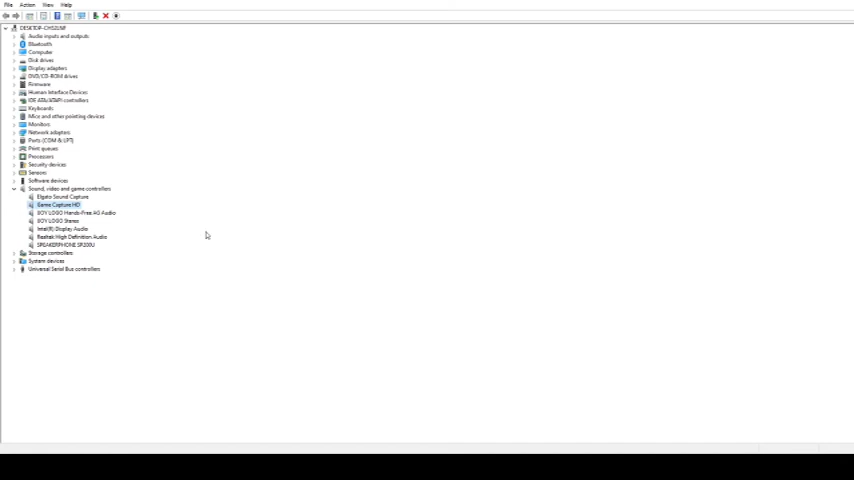 File Action View Help
Audio inputs and outputs
Bluetooth
Computer
Disk drives
Display adapters
DVD/CD-ROM drives
Firmware
Human Interface Devices
IDE ATA/ATAPI controllers
Keyboards
Mice and other pointing devices
Monitors
Network adapters
Ports (COM & LPT)
Print queues
Processors
Security devices
Sensors
Software devices
Sound, video and game controllers
Elgato Sound Capture
Game Capture HD
LOGO Hands-Free AG Audio
LOGO Stereo
Intel(R) Display Audio
Realtek High Definition Audio
SPEAKERPHONE
Storage controllers
System devices
Universal Serial Bus controllers